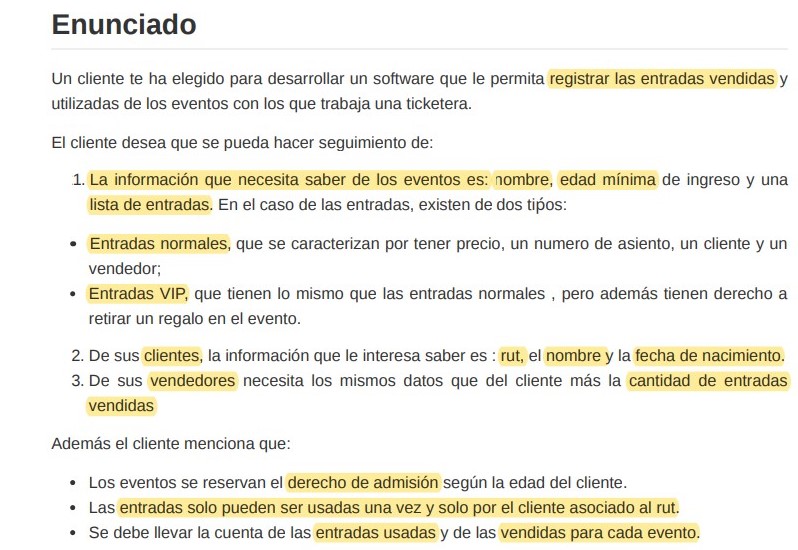 Enunciado
Un cliente te ha elegido para desarrollar un software que le permita registrar las entradas vendidas y
utilizadas de los eventos con los que trabaja una ticketera.
El cliente desea que se pueda hacer seguimiento de:
1. La información que necesita saber de los eventos es: nombre, edad mínima de ingreso y una
lista de entradas. En el caso de las entradas, existen de dos tipos:
• Entradas normales, que se caracterizan por tener precio, un numero de asiento, un cliente y un
vendedor;
• Entradas VIP, que tienen lo mismo que las entradas normales , pero además tienen derecho a
retirar un regalo en el evento.
2. De sus clientes, la información que le interesa saber es : rut, el nombre y la fecha de nacimiento.
3. De sus vendedores necesita los mismos datos que del cliente más la cantidad de entradas
vendidas
Además el cliente menciona que:
• Los eventos se reservan el derecho de admisión según la edad del cliente.
• Las entradas solo pueden ser usadas una vez y solo por el cliente asociado al rut.
• Se debe llevar la cuenta de las entradas usadas y de las vendidas para cada evento.